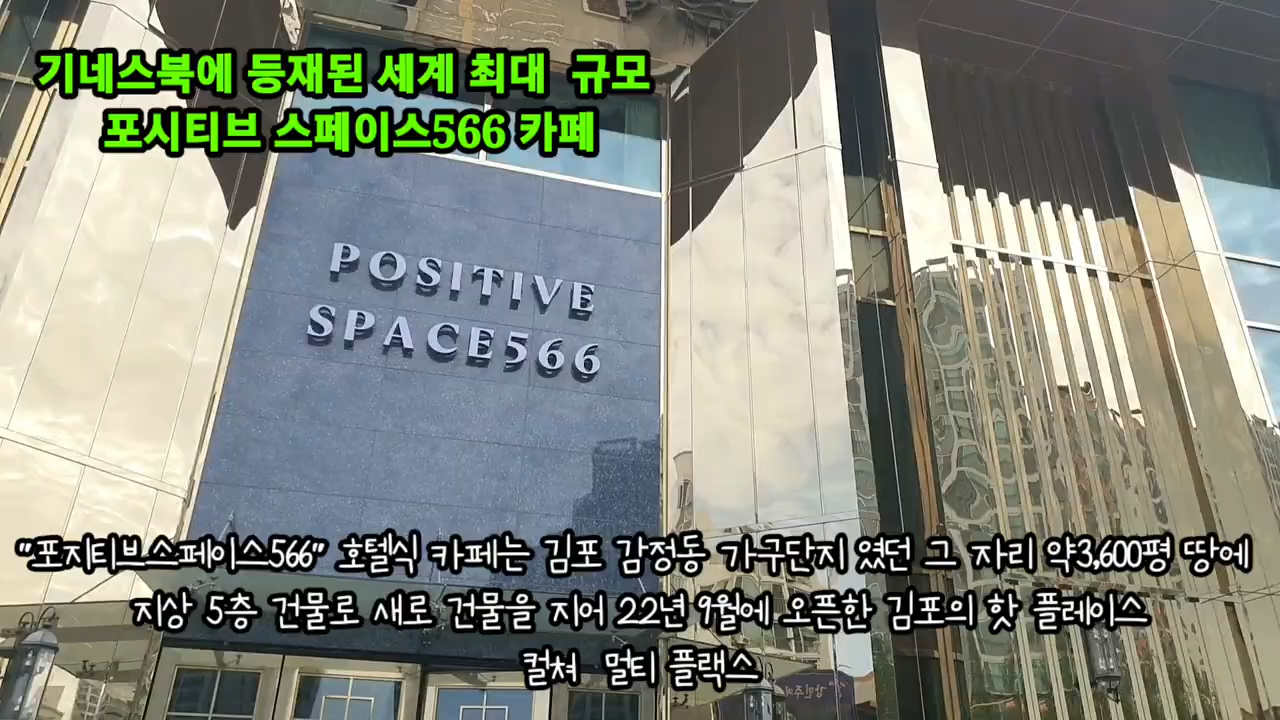 기네스북에 등재된 세계 최대 규모
포시티브 스페이스566 카페
POSITIVE
SPACE566
"포지티브스페이스566" 호텔식 카페는 김포 감정동 가구단지 였던 그 자리 약3,600평 땅에
지상 5층 건물로 새로 건물을 지어 22년 9월에 오픈한 김포의 핫 플레이스
컬쳐 멀티 플랙스